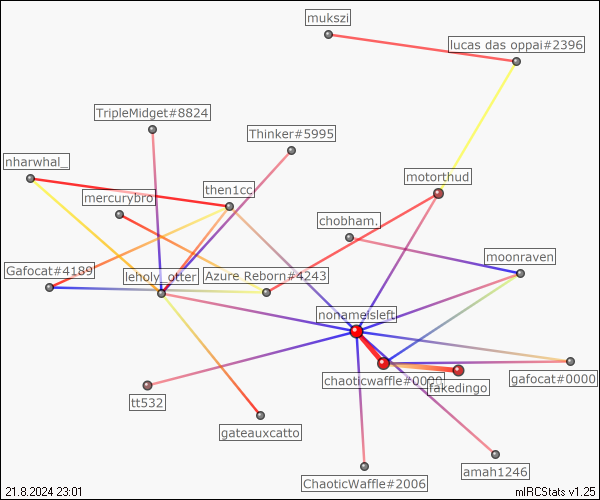 mukszi
lucas das oppai#2396
TripleMidget#8824
Thinker#5995
nharwhal_
motorthud
then1cc
mercurybro
chobham.
moonraven
Gafocat#4189
leholy_otter
Azure Reborn#4243
nonameisleft
chaoticwaffle#0000
gafocat#0000
fakedingo
tt532
gateauxcatto
amah1246
ChaoticWaffle#2006
21.8.2024 23:01
mIRCStats v1.25